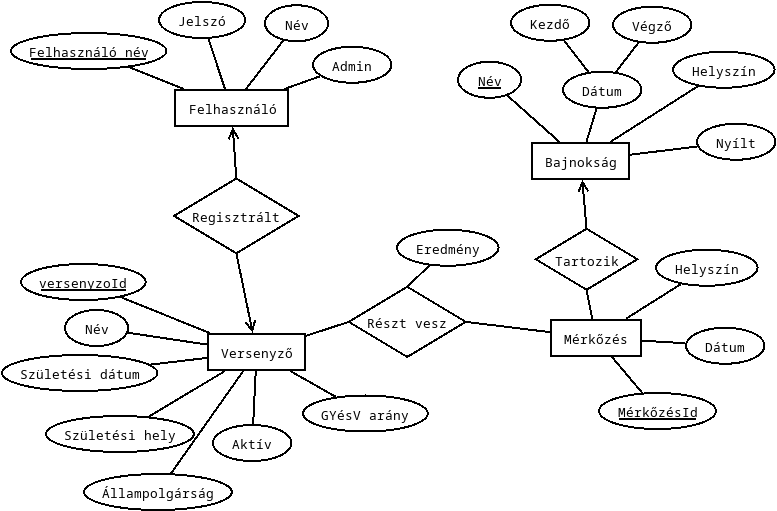 Jelszó
Név
Felhasználó név
Admin
Felhasználó
Kezdő
Végző
Név
Dátum
Helyszín
Nyílt
Bajnokság
Regisztrált
Tartozik
Eredmény
Helyszín
versenyzoId
Név
Részt vesz
Mérkőzés
Dátum
Versenyző
Születési dátum
Születési hely
Aktív
GYésV arány
MérkőzésId
Állampolgárság